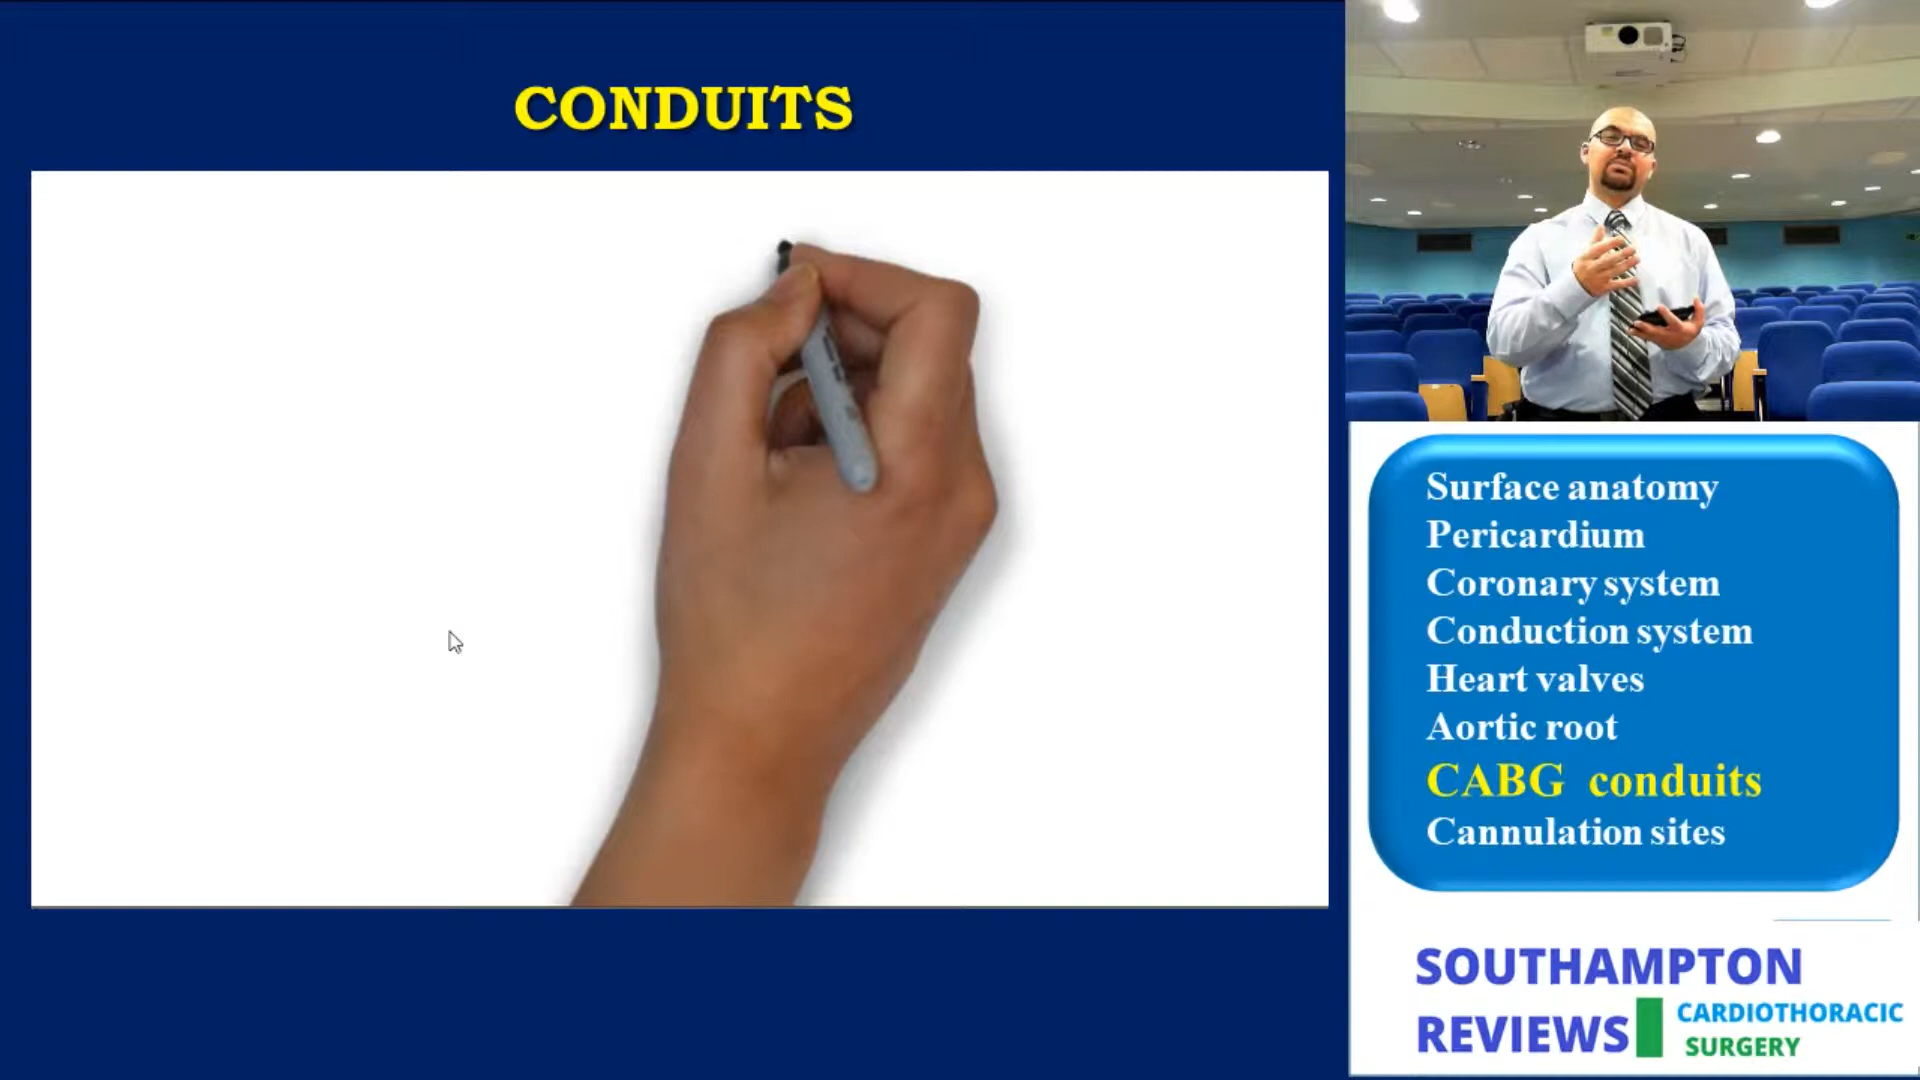 CONDUITS
Surface anatomy
Pericardium
Coronary system
Conduction system
Heart valves
Aortic root
CABG conduits
Cannulation sites
SOUTHAMPTON
REVIEWS
CARDIOTHORACIC
SURGERY